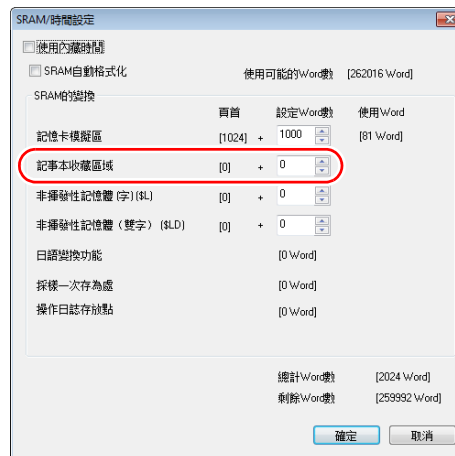 SRAM/時間設定
使用內藏時間
SRAM自動格式化 使用可能的Word數 [262016 Word]
SRAM的變換
頁首 設定Word數 使用Word
記憶卡模擬區 [1024] + 1000 [81 Word]
記事本收藏區域 [0] + 0
非揮發性記憶體(字)($L) [0] + 0
非揮發性記憶體(雙字) ($LD) [0] + 0
日語變換功能 [0 Word]
採樣一次存為處 [0 Word]
操作日誌存放點 [0 Word]
總計Word數 [2024 Word]
剩餘Word數 [259992 Word]
確定 取消